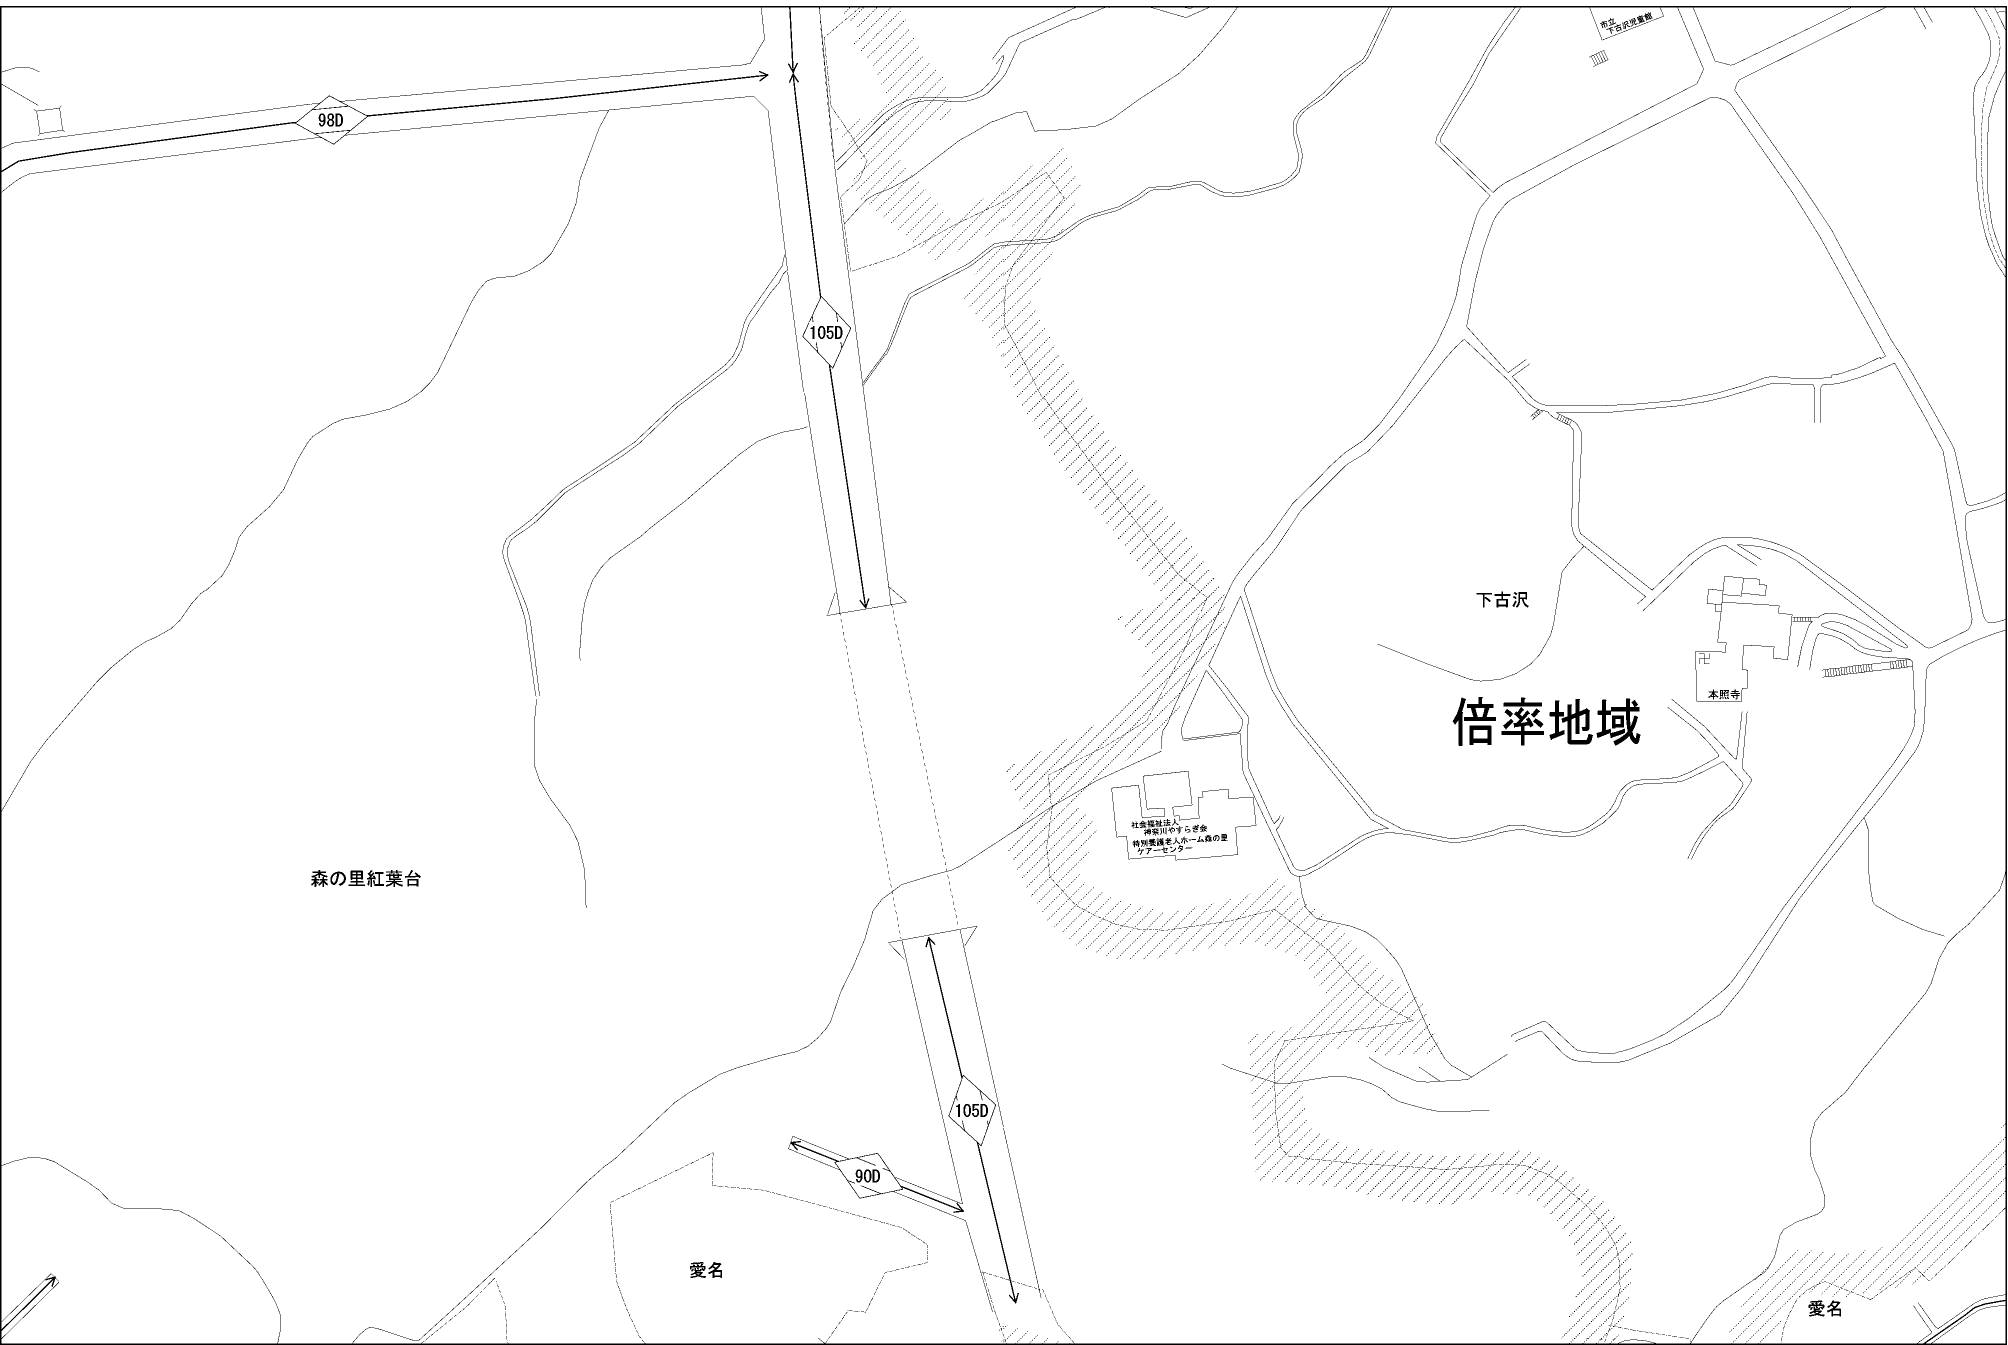 市立
下古沢児童館
98D
105D
下古沢
本照寺
倍率地域
社会福祉法人
神奈川やすらぎ会
特別養護老人ホーム森の里
ケアーセンター
森の里紅葉台
105D
90D
愛名
愛名